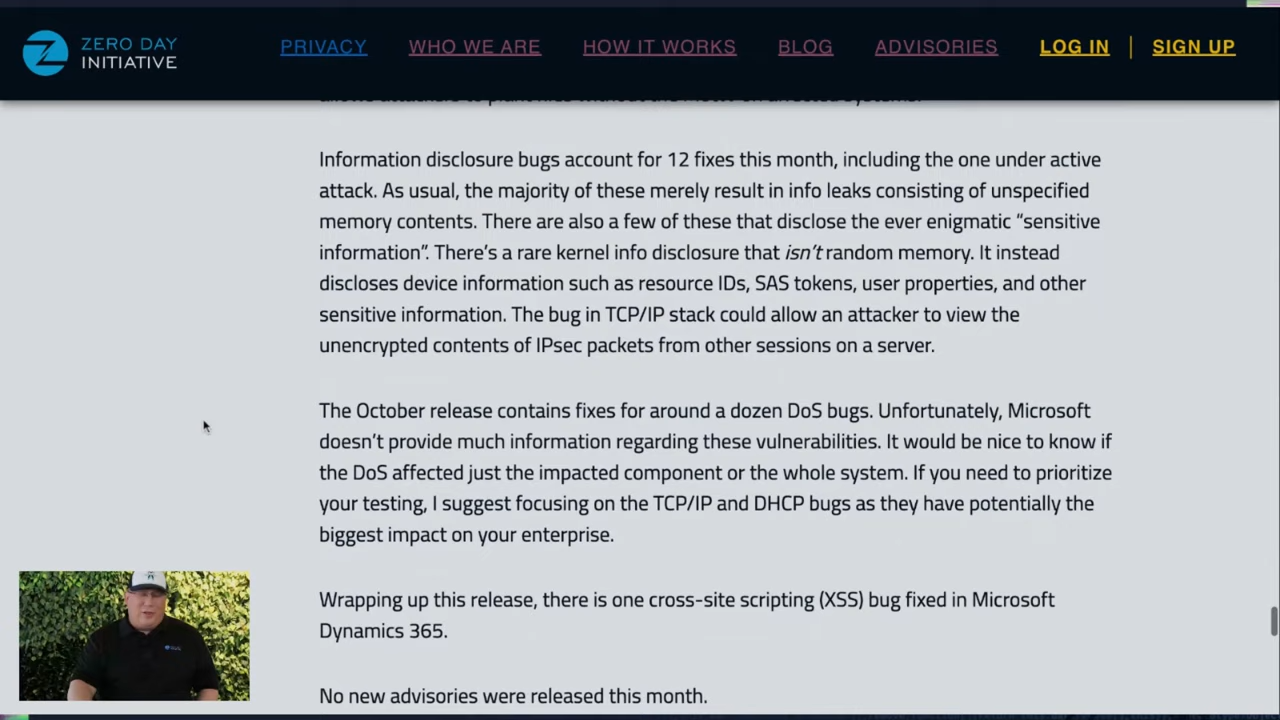 ZERO DAY
INITIATIVE
PRIVACY
WHO WE ARE
HOW IT WORKS
BLOG
ADVISORIES
LOG IN
SIGN UP
Information disclosure bugs account for 12 fixes this month, including the one under active
attack. As usual, the majority of these merely result in info leaks consisting of unspecified
memory contents. There are also a few of these that disclose the ever enigmatic “sensitive
information”. There’s a rare kernel info disclosure that isn’t random memory. It instead
discloses device information such as resource IDs, SAS tokens, user properties, and other
sensitive information. The bug in TCP/IP stack could allow an attacker to view the
unencrypted contents of IPsec packets from other sessions on a server.
The October release contains fixes for around a dozen DoS bugs. Unfortunately, Microsoft
doesn’t provide much information regarding these vulnerabilities. It would be nice to know if
the DoS affected just the impacted component or the whole system. If you need to prioritize
your testing, I suggest focusing on the TCP/IP and DHCP bugs as they have potentially the
biggest impact on your enterprise.
Wrapping up this release, there is one cross-site scripting (XSS) bug fixed in Microsoft
Dynamics 365.
No new advisories were released this month.